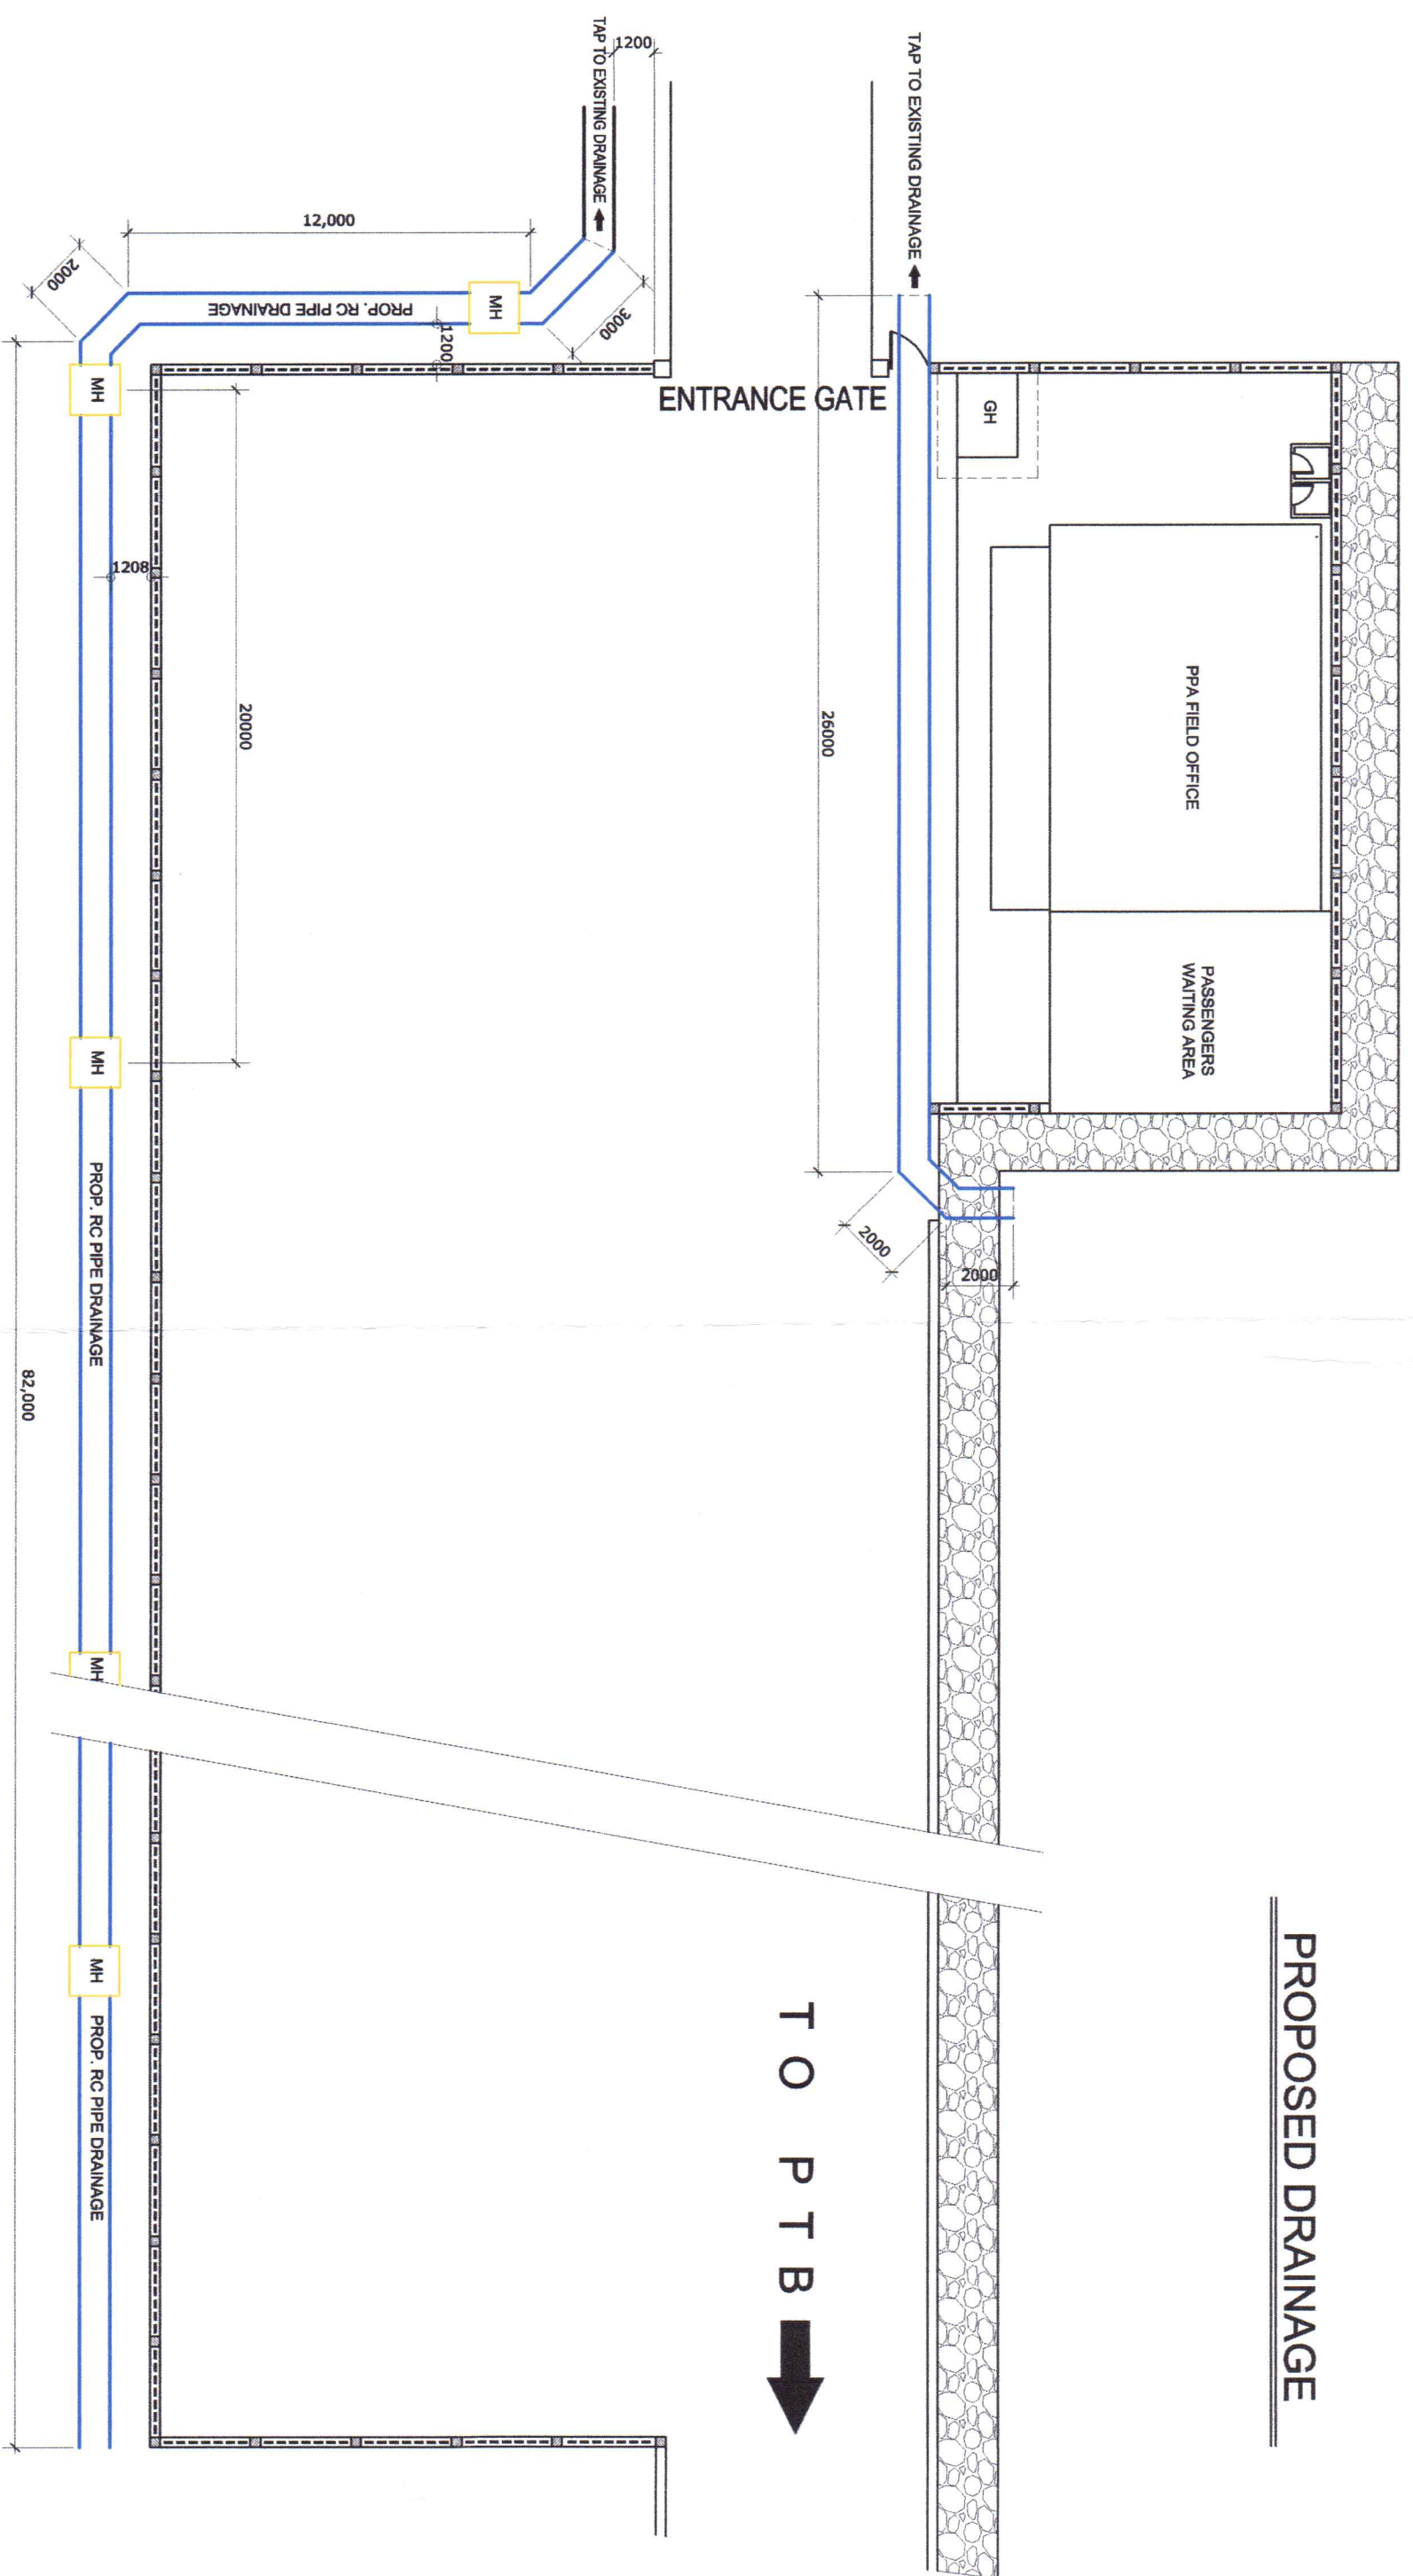 PROPOSED DRAINAGE
TAP TO EXISTING DRAINAGE
TAP TO EXISTING DRAINAGE
1200
12,000
2000
PROP. RC PIPE DRAINAGE
MH
3000
1200
MH
ENTRANCE GATE
GH
1208
20000
26000
PPA FIELD OFFICE
PASSENGERS
WAITING AREA
MH
PROP. RC PIPE DRAINAGE
2000
2000
82,000
MH
MH
PROP. RC PIPE DRAINAGE
TO PTB